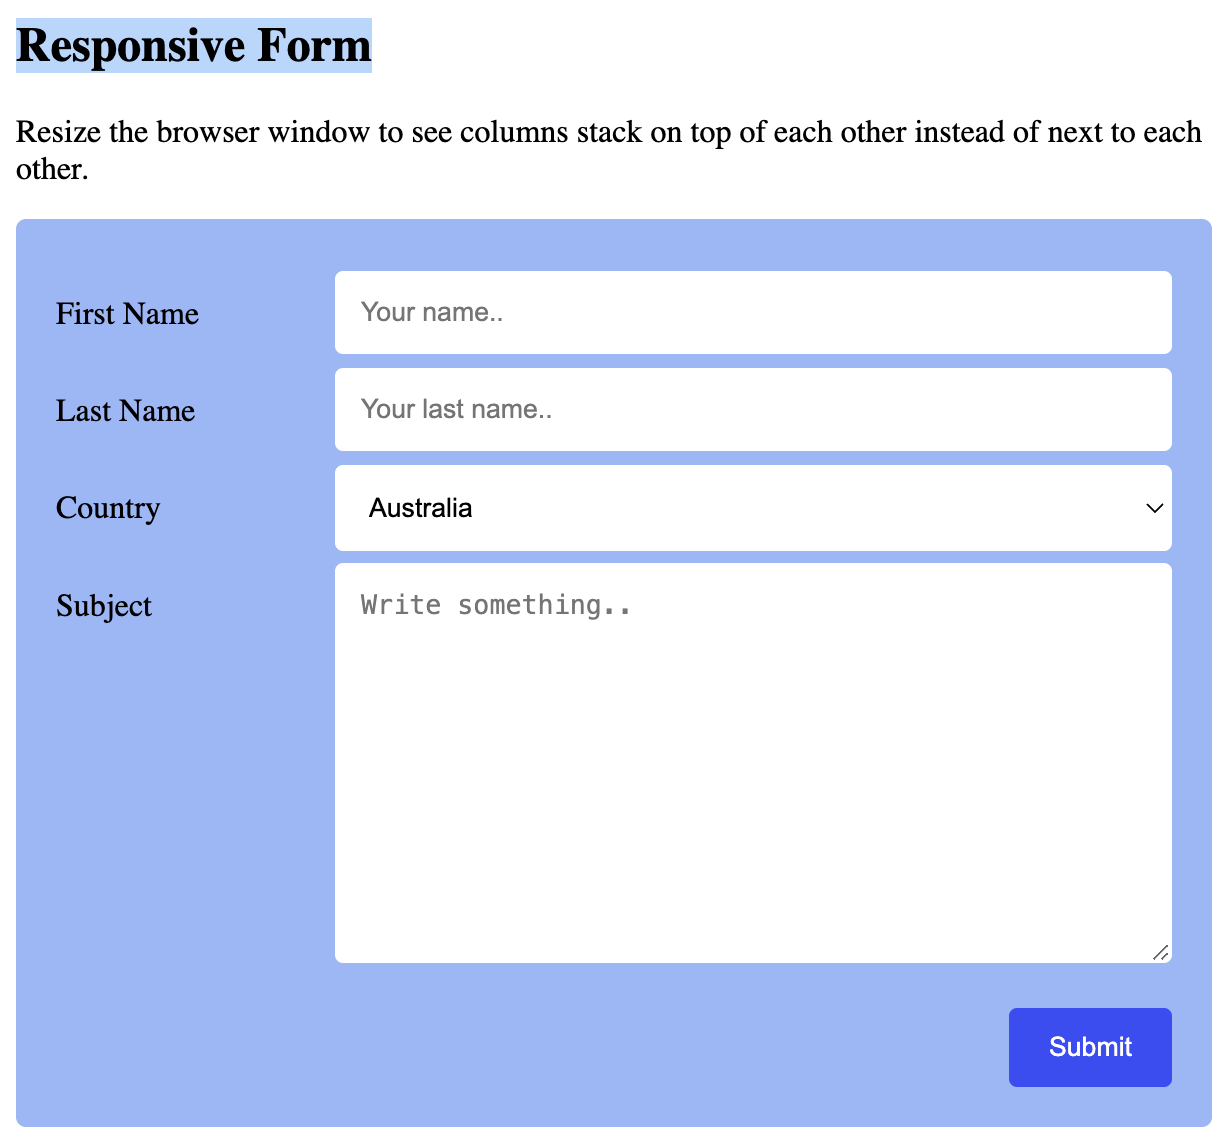 Responsive Form
Resize the browser window to see columns stack on top of each other instead of next to each
other.
First Name
Your name..
Last Name
Your last name..
Country
Australia
Subject
Write something..
Submit